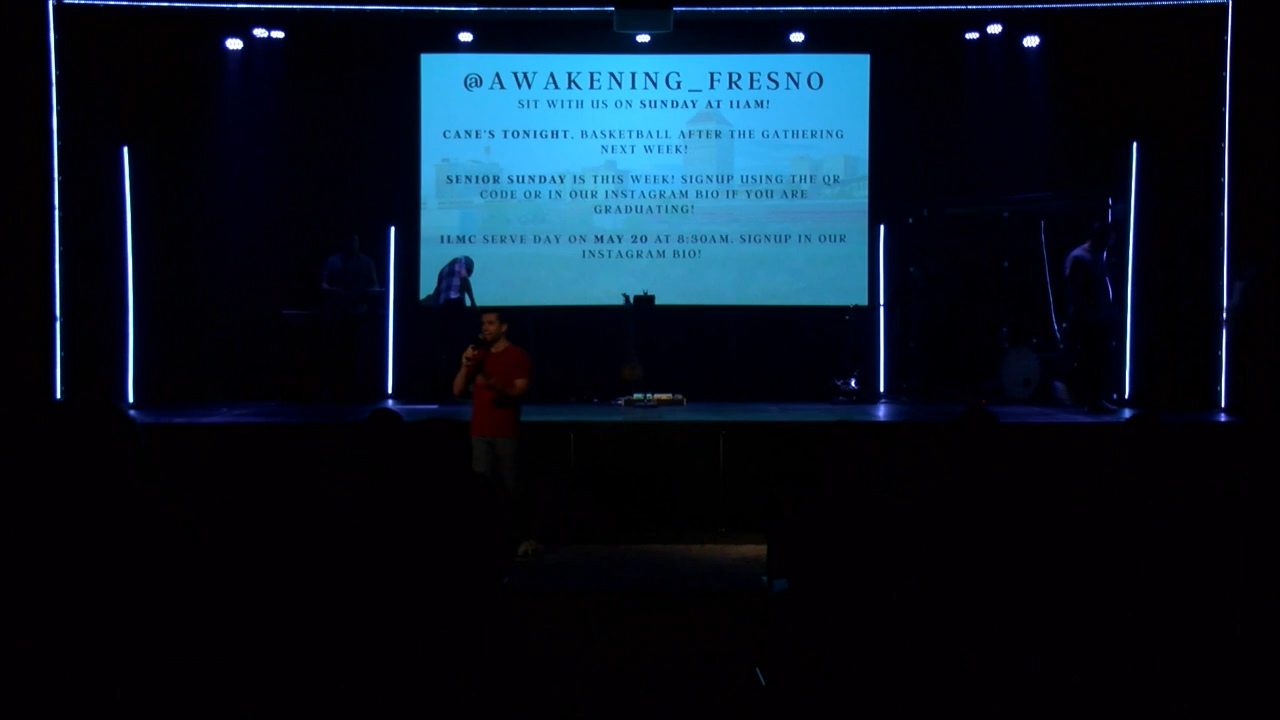 @AWAKENING_FRESNO
SIT WITH US ON SUNDAY AT 11AM!
CANE'S TONIGHT, BASKETBALL AFTER THE GATHERING
NEXT WEEK!
SENIOR SUNDAY IS THIS WEEK! SIGNUP USING THE QR
CODE OR IN OUR INSTAGRAM BIO IF YOU ARE
GRADUATING!
ILMC SERVE DAY ON MAY 20 AT 8:30AM. SIGNUP IN OUR
INSTAGRAM BIO!